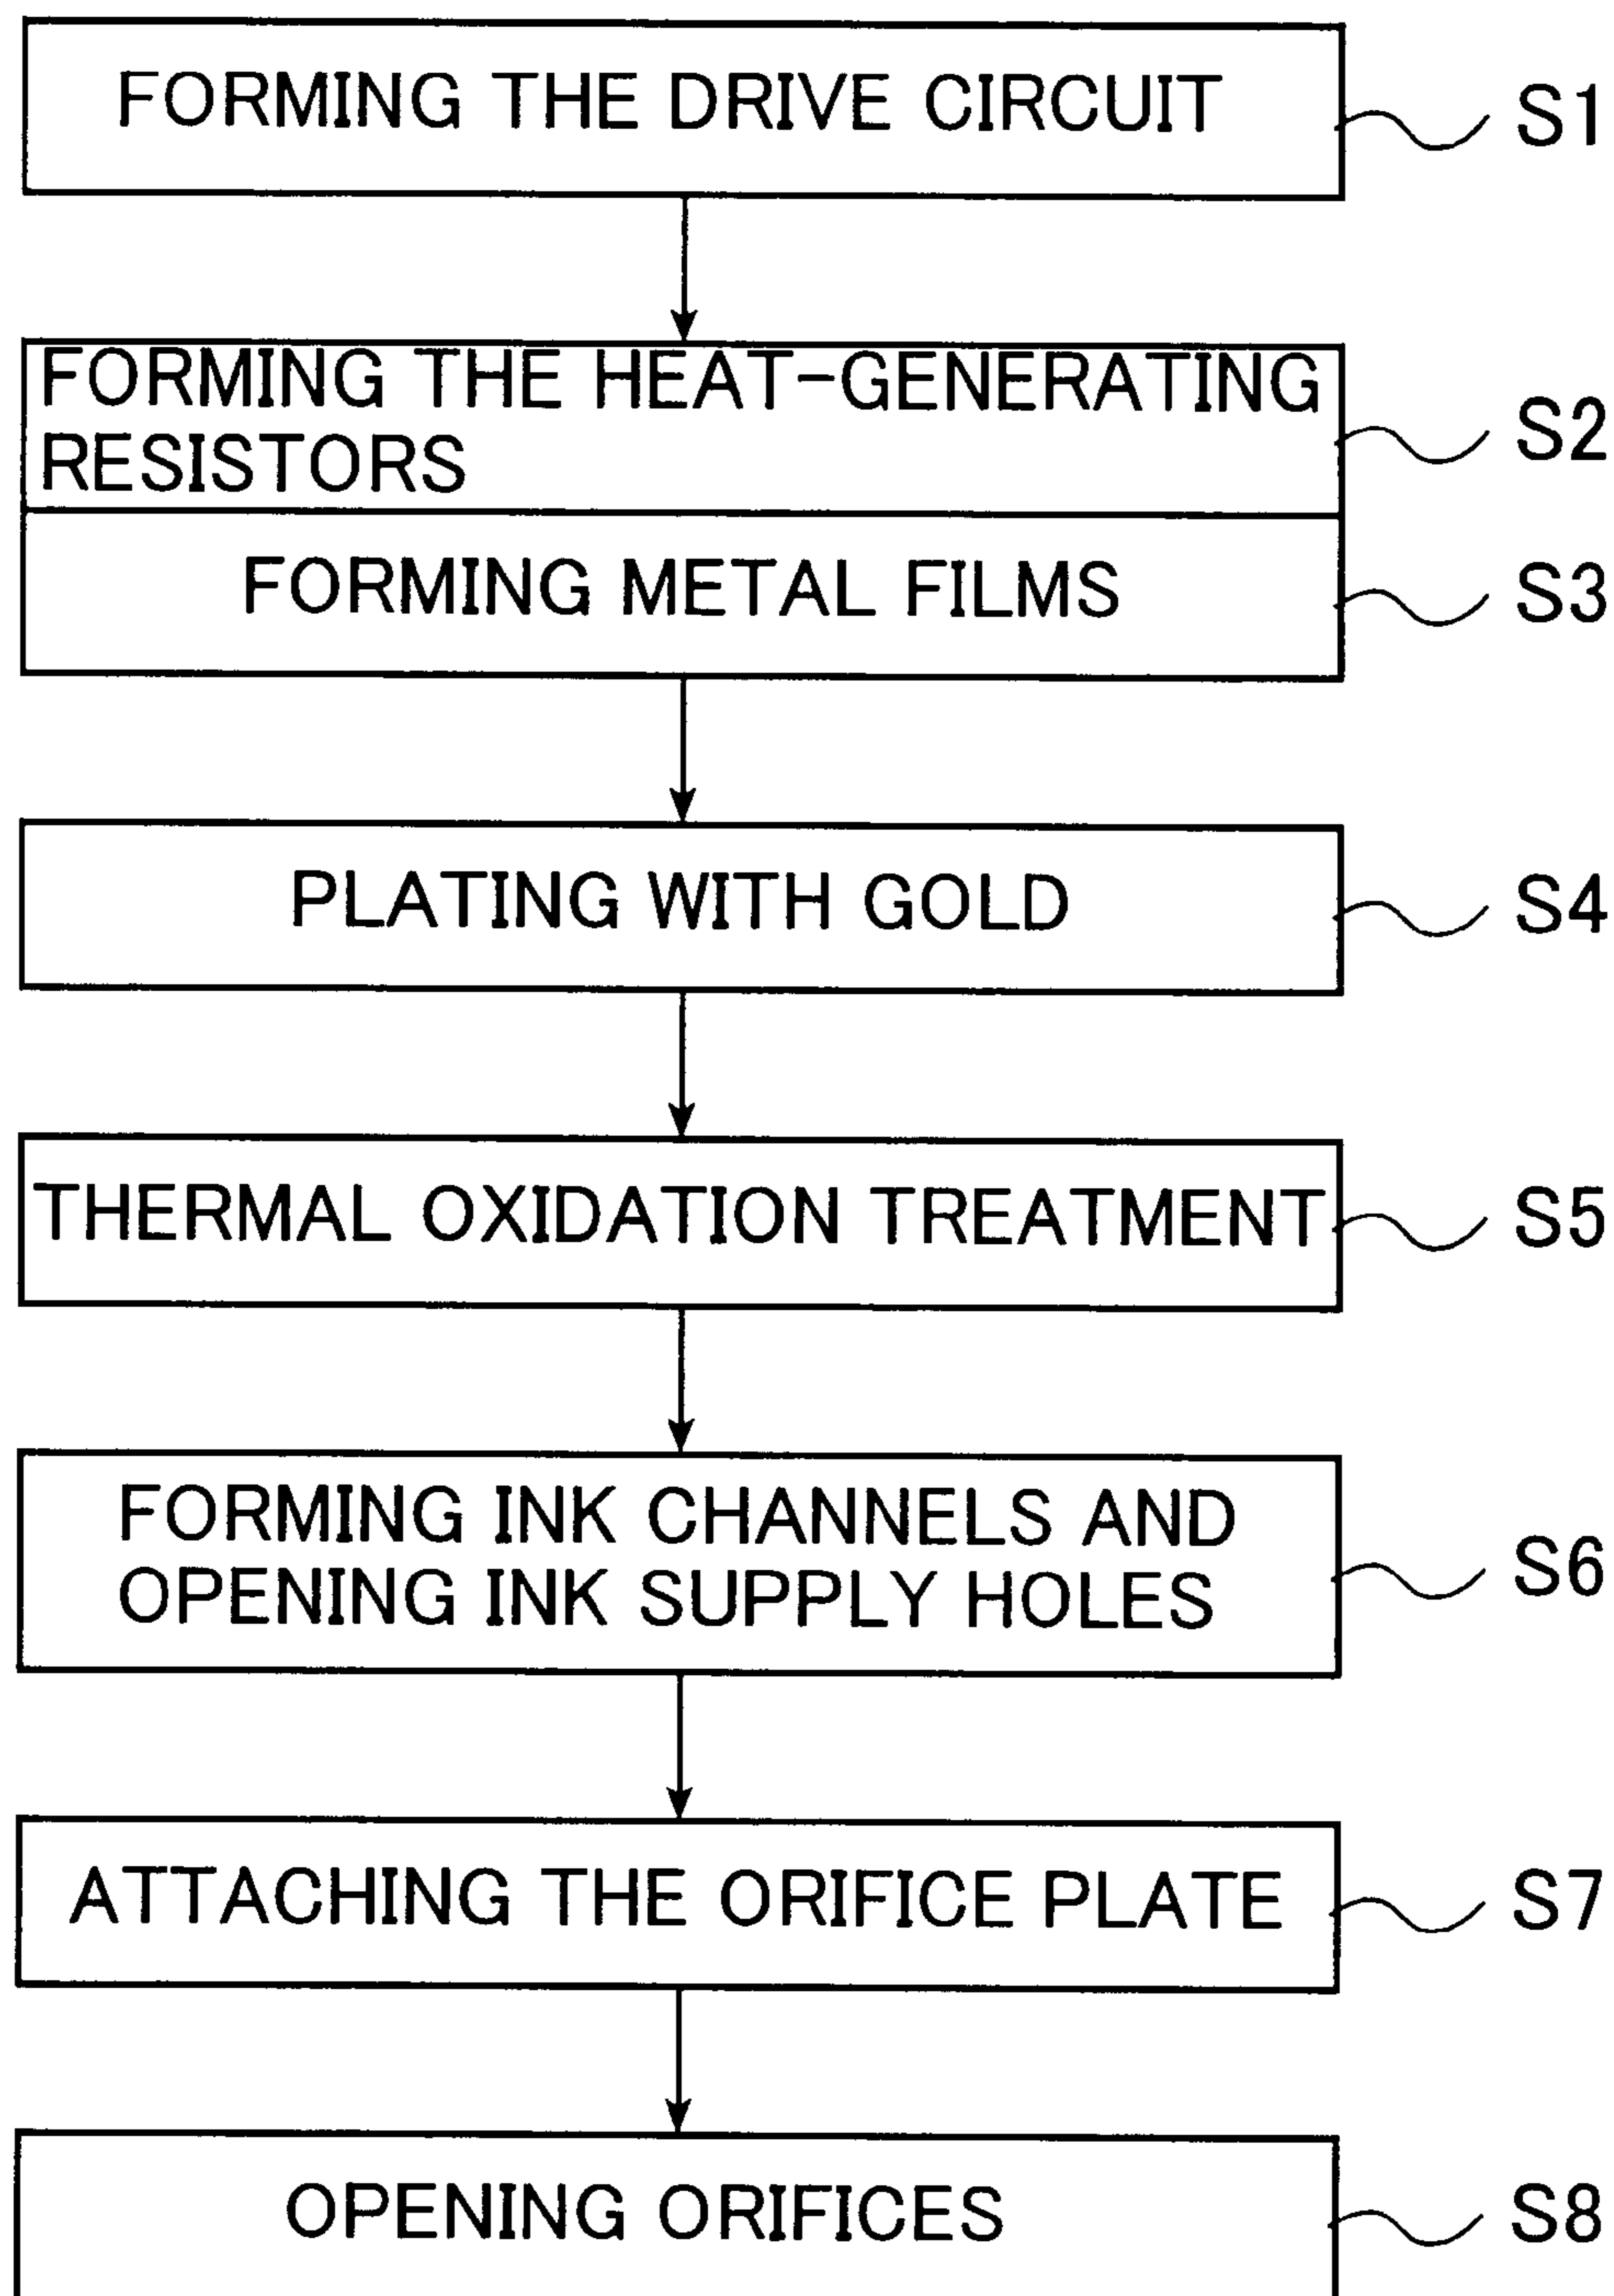 FORMING THE DRIVE CIRCUIT S1
FORMING THE HEAT-GENERATING
RESISTORS S2
FORMING METAL FILMS S3
PLATING WITH GOLD S4
THERMAL OXIDATION TREATMENT S5
FORMING INK CHANNELS AND
OPENING INK SUPPLY HOLES S6
ATTACHING THE ORIFICE PLATE S7
OPENING ORIFICES S8